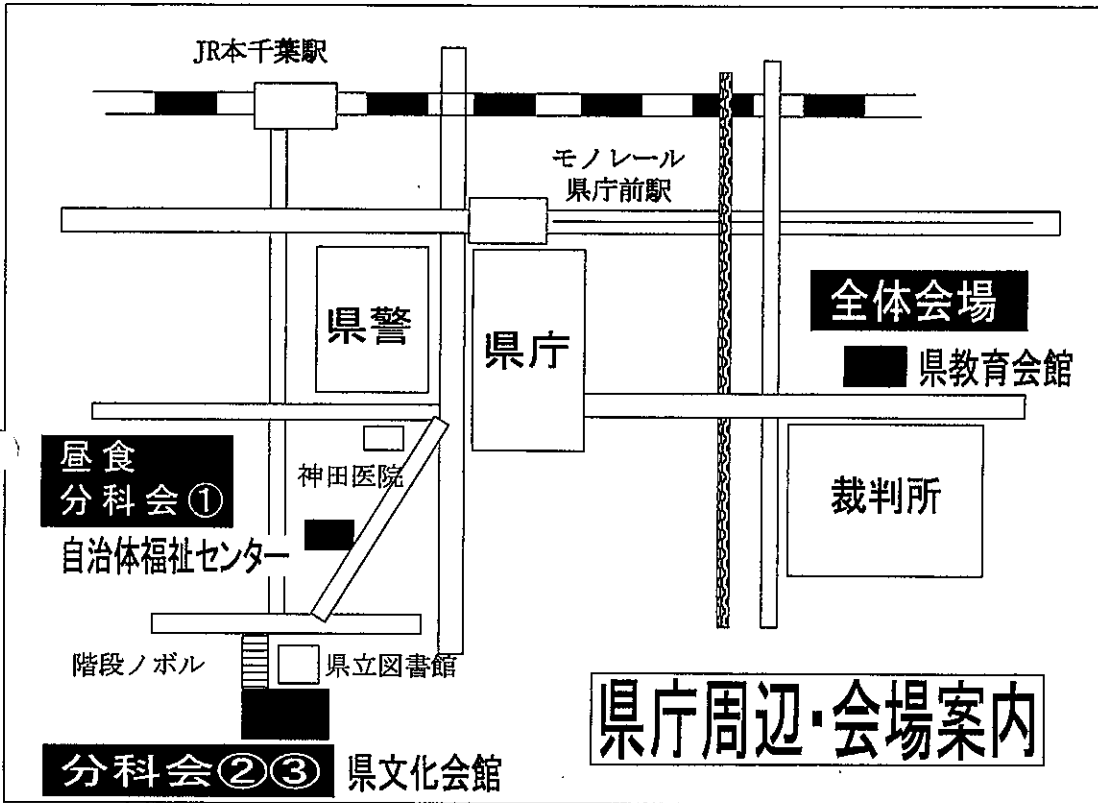 JR本千葉駅
モノレール
県庁前駅
県警
県庁
全体会場
県教育会館
昼食
分科会①
自治体福祉センター
神田医院
裁判所
階段ノボル
県立図書館
分科会②③
県文化会館
県庁周辺・会場案内